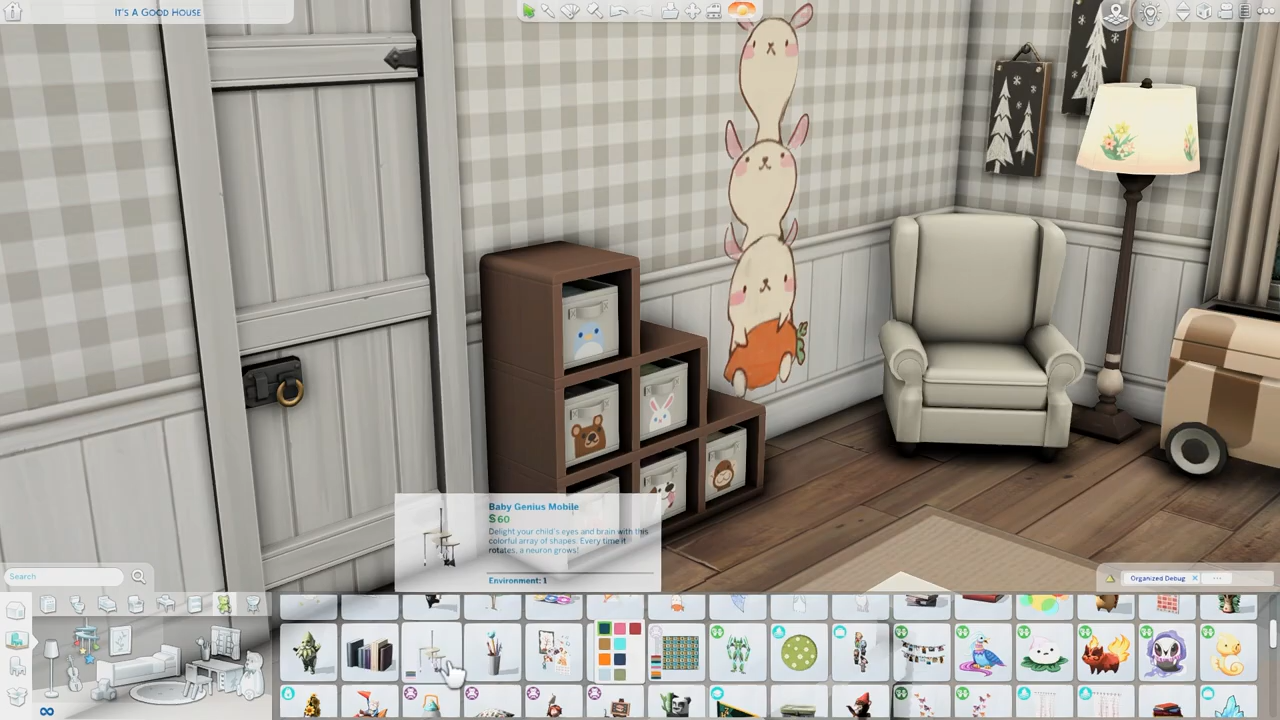 IT'S A GOOD HOUSE
Baby Genius Mobile
§60
Delight your child's eyes and brain with this
colorful array of shapes. Every time it
rotates, a neuron grows!
Environment: 1
Search
Organized Debug